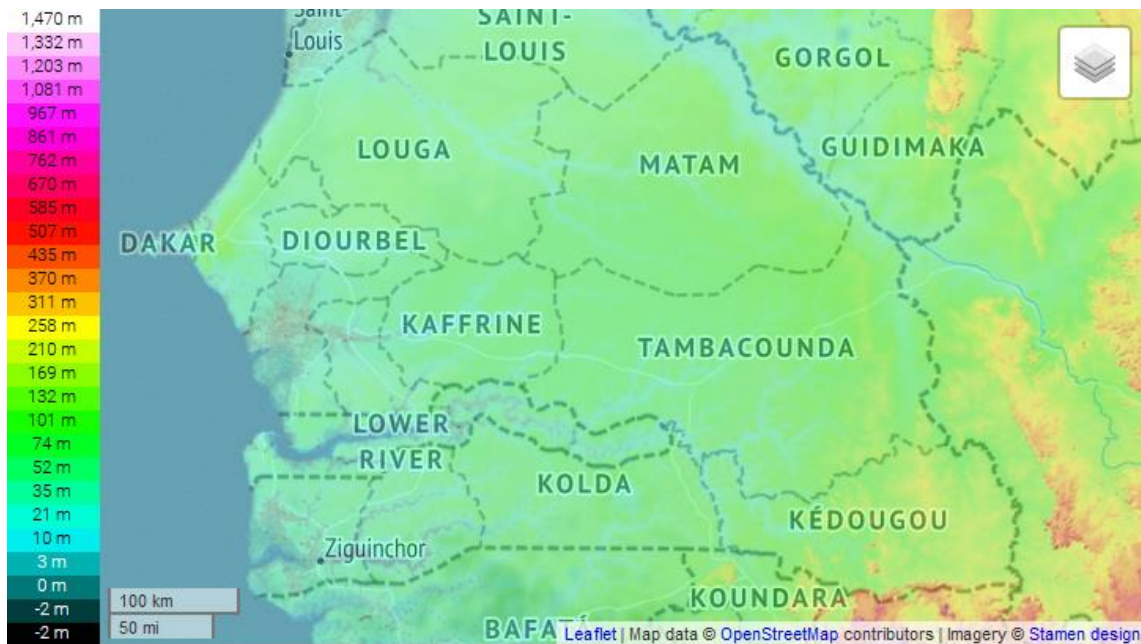 1,470 m
1,332 m
1,203 m
1,081 m
967 m
861 m
762 m
670 m
585 m
507 m
435 m
370 m
311 m
258 m
210 m
169 m
132 m
101 m
74 m
52 m
35 m
21 m
10 m
3 m
0 m
-2 m
-2 m
Saint-
Louis
SAINT-
LOUIS
GORGOL
LOUGA
MATAM
GUIDIMAKA
DAKAR
DIOURBEL
KAFFRINE
TAMBACOUNDA
LOWER
RIVER
KOLDA
KÉDOUGOU
Ziguinchor
KOUNDARA
100 km
50 mi
Leaflet | Map data © OpenStreetMap contributors | Imagery © Stamen design